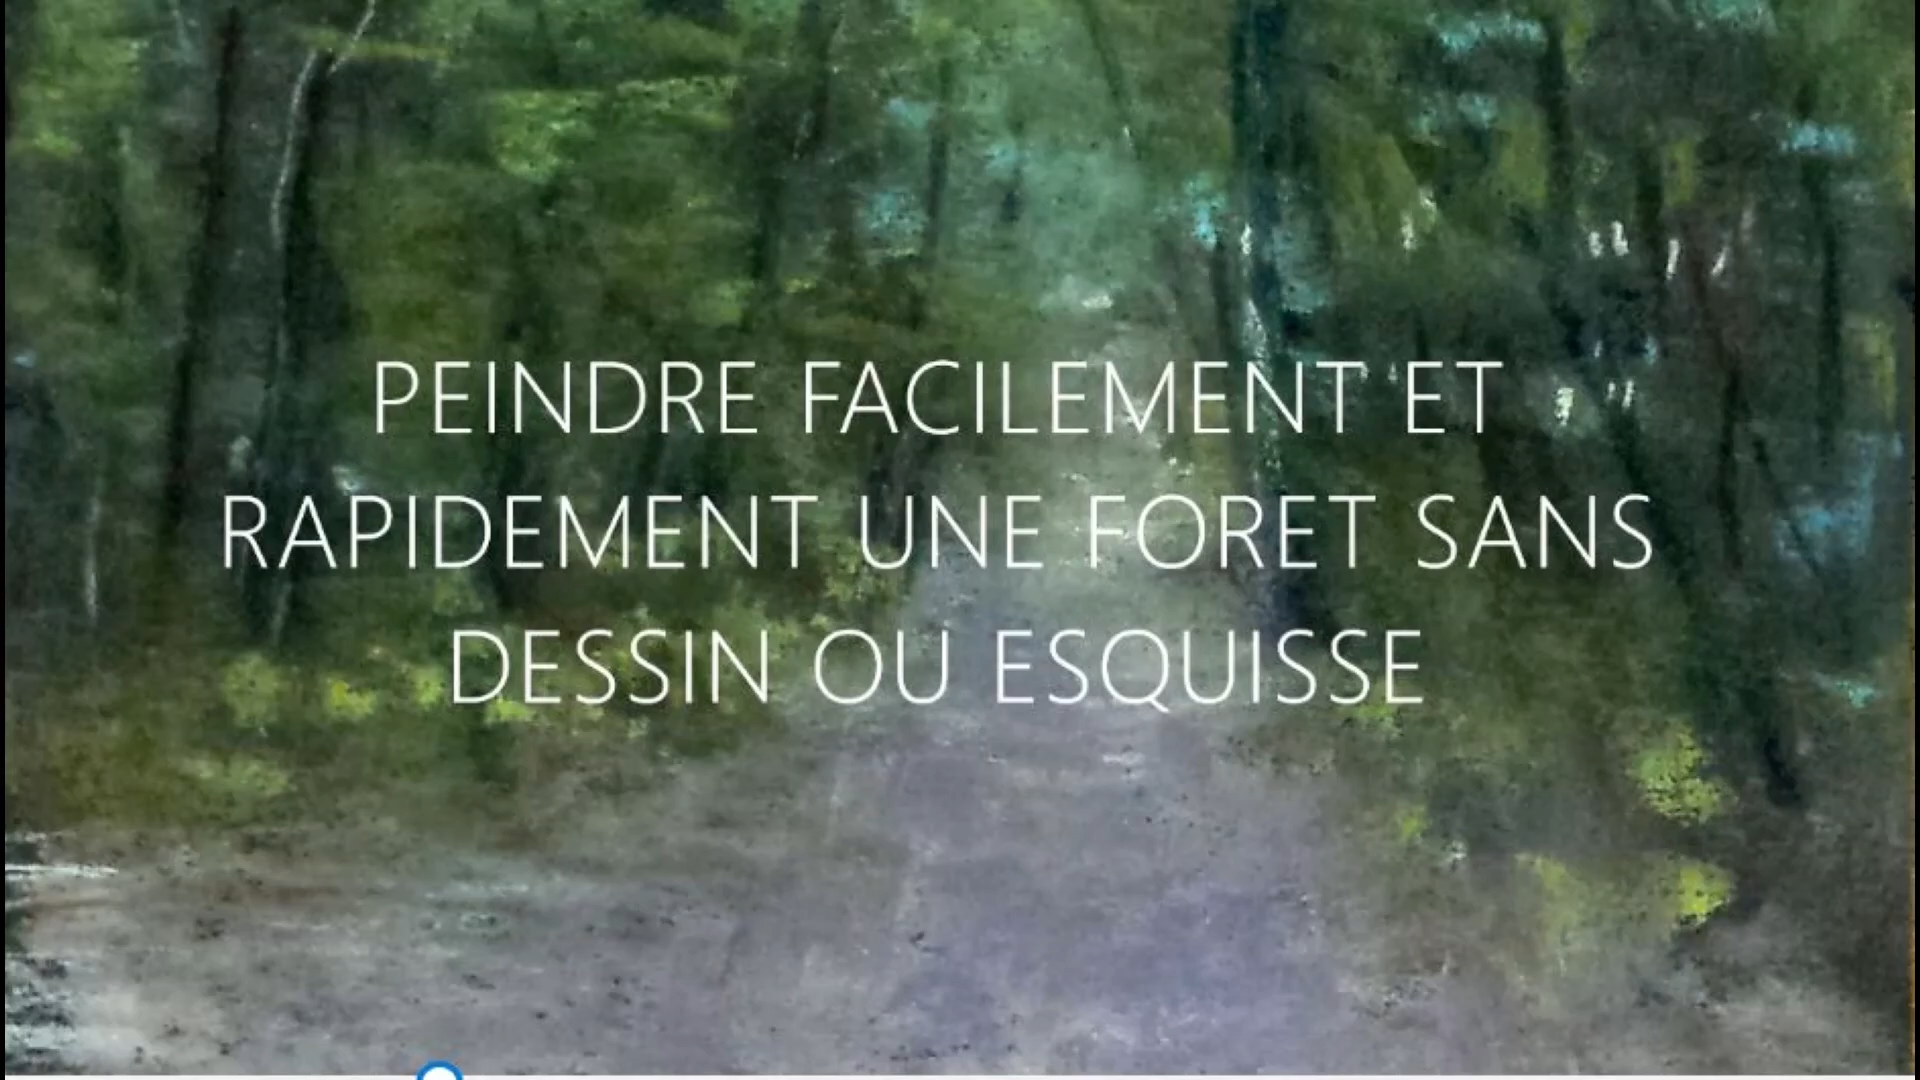 PEINDRE FACILEMENT ET
RAPIDEMENT UNE FORET SANS
DESSIN OU ESQUISSE